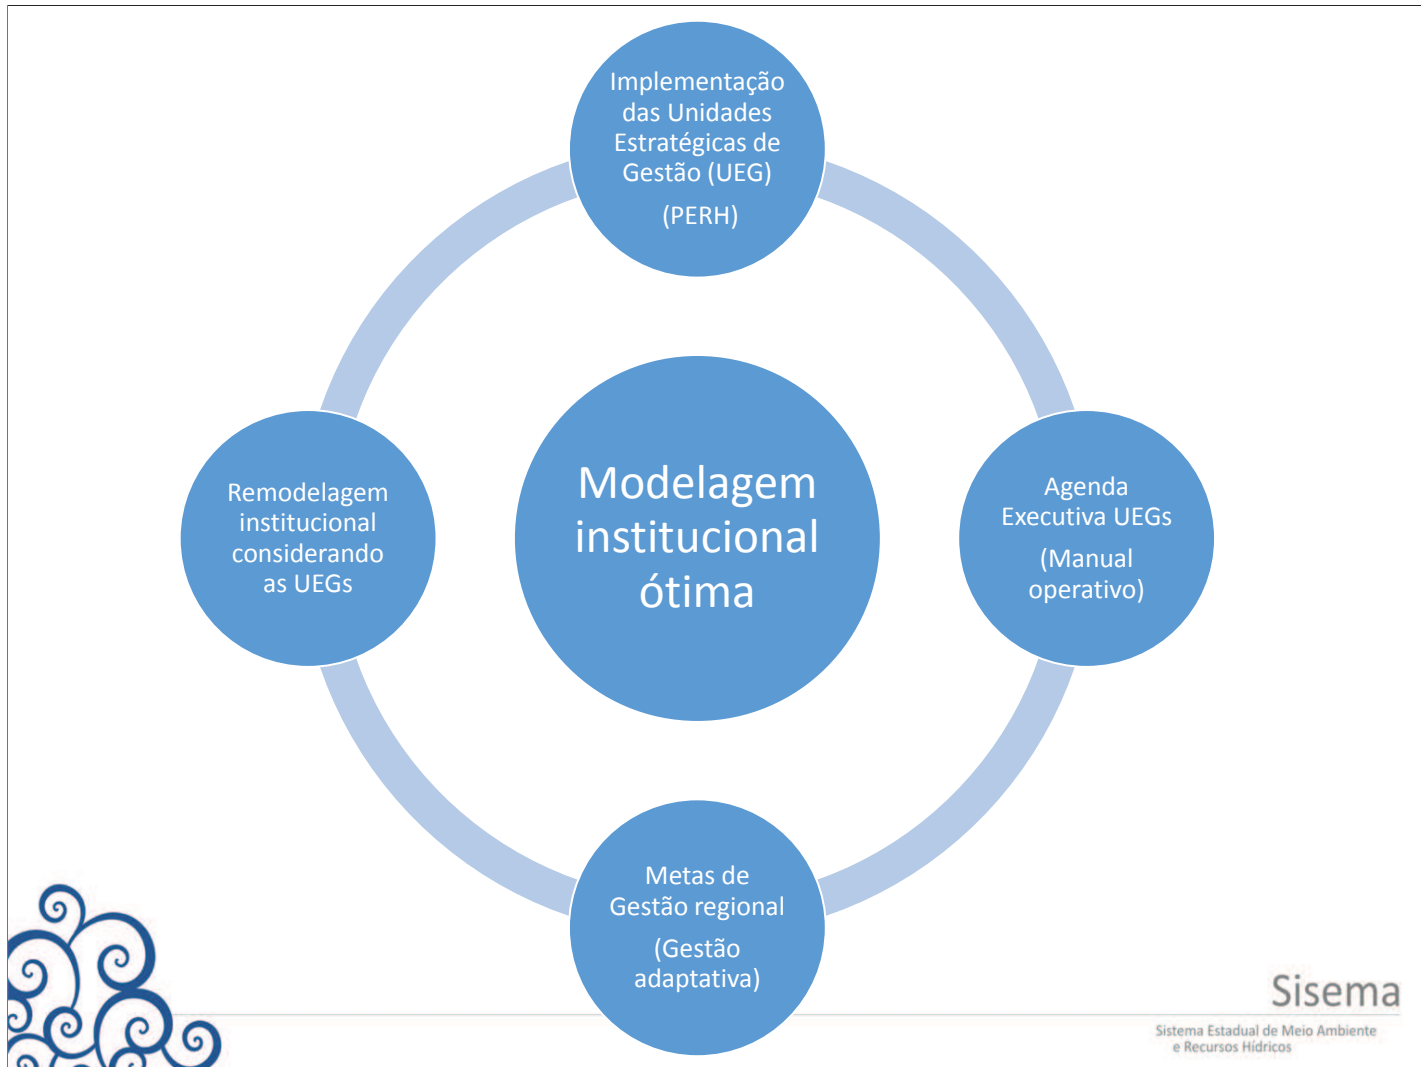 Implementação
das Unidades
Estratégicas de
Gestão (UEG)
(PERH)
Agenda
Executiva UEGs
(Manual
operativo)
Metas de
Gestão regional
(Gestão
adaptativa)
Remodelagem
institucional
considerando
as UEGs
Modelagem
institucional
ótima
Sisema
Sistema Estadual de Meio Ambiente
e Recursos Hídricos